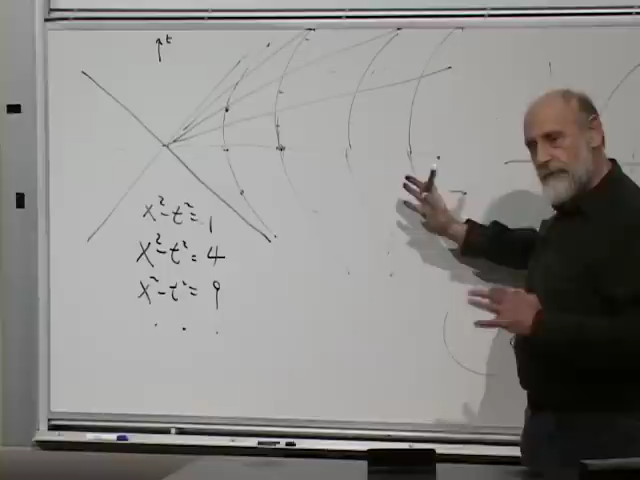 ↑t
x²-t²=1
x²-t²=4
x²-t²=9
. . .